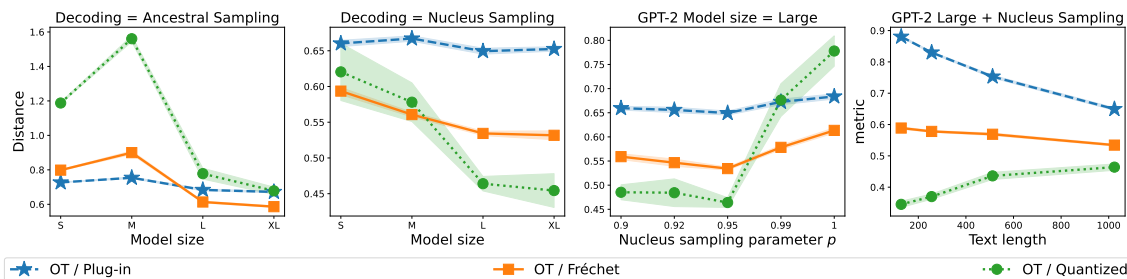 Decoding = Ancestral Sampling
Decoding = Nucleus Sampling
GPT-2 Model size = Large
GPT-2 Large + Nucleus Sampling
Distance
1.6
1.4
1.2
1.0
0.8
0.6
S
M
L
XL
Model size
0.65
0.60
0.55
0.50
0.45
S
M
L
XL
Model size
0.80
0.75
0.70
0.65
0.60
0.55
0.50
0.45
0.9
0.92
0.95
0.99
1
Nucleus sampling parameter p
metric
0.9
0.8
0.7
0.6
0.5
0.4
200
400
600
800
1000
Text length
OT / Plug-in
OT / Fréchet
OT / Quantized